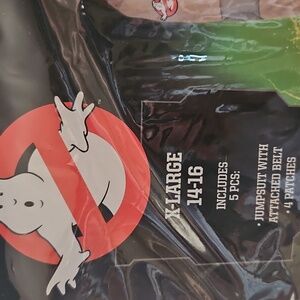 X-LARGE
14-16
INCLUDES
5 PCS:
• JUMPSUIT WITH
ATTACHED BELT
• 4 PATCHES